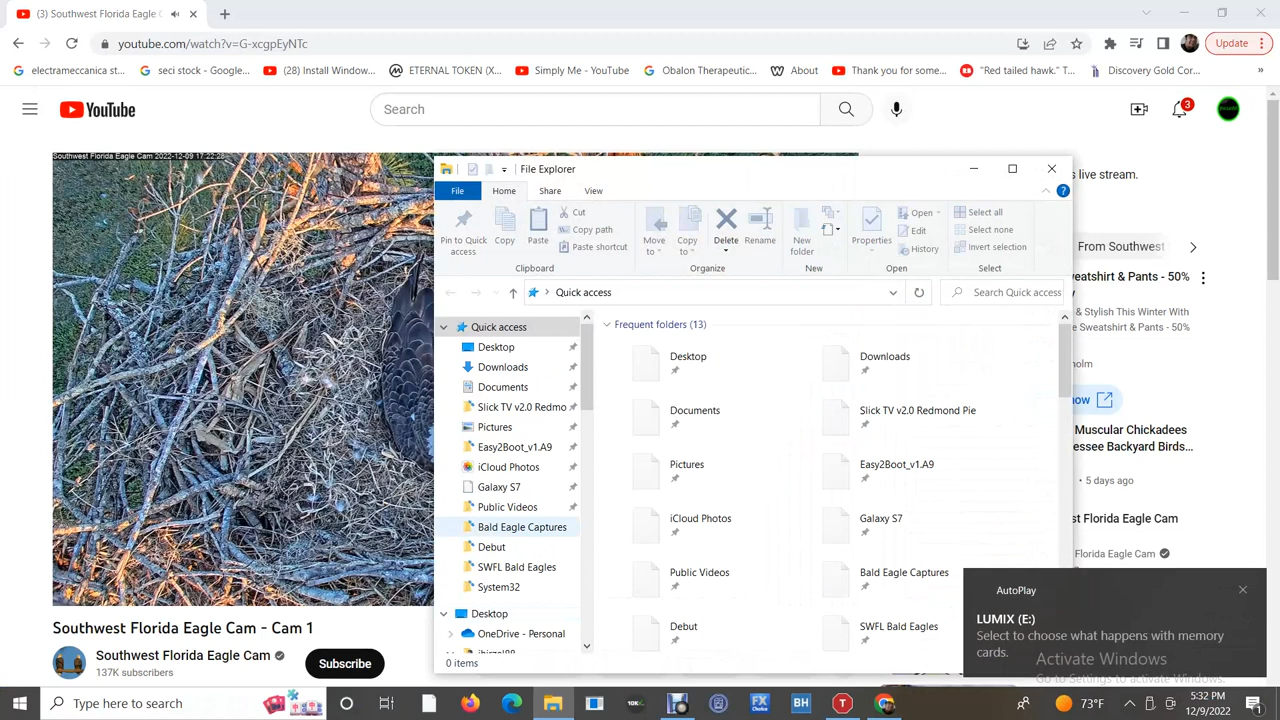 (3) Southwest Florida Eagle C
youtube.com/watch?v=G-xcgpEyNTc
Update
electrameccanica st...
seci stock - Google...
(28) Install Window...
ETERNAL TOKEN (X...
Simply Me - YouTube
Obalon Therapeutic...
About
Thank you for some...
"Red tailed hawk." T...
Discovery Gold Cor...
»
YouTube
Search
3
Southwest Florida Eagle Cam 2022-12-09 17:22:28
s live stream.
From Southwest
eatshirt & Pants - 50%
y
& Stylish This Winter With
e Sweatshirt & Pants - 50%
holm
now
Muscular Chickadees
essee Backyard Birds...
• 5 days ago
st Florida Eagle Cam
Florida Eagle Cam
File Explorer
File
Home
Share
View
Pin to Quick access
Copy
Paste
Cut
Copy path
Paste shortcut
Clipboard
Move to
Copy to
Delete
Rename
Organize
New folder
New
Properties
Open
Edit
History
Open
Select all
Select none
Invert selection
Select
Quick access
Search Quick access
Quick access
Desktop
Downloads
Documents
Slick TV v2.0 Redmo
Pictures
Easy2Boot_v1.A9
iCloud Photos
Galaxy S7
Public Videos
Bald Eagle Captures
Debut
SWFL Bald Eagles
System32
Desktop
OneDrive - Personal
Frequent folders (13)
Desktop
Downloads
Documents
Slick TV v2.0 Redmond Pie
Pictures
Easy2Boot_v1.A9
iCloud Photos
Galaxy S7
Public Videos
Bald Eagle Captures
Debut
SWFL Bald Eagles
0 items
AutoPlay
LUMIX (E:)
Select to choose what happens with memory
cards.
Activate Windows
Go to Settings to activate Windows.
Southwest Florida Eagle Cam - Cam 1
Southwest Florida Eagle Cam
137K subscribers
Subscribe
Type here to search
10K
FX
Choice
BH
T
73°F
5:32 PM
12/9/2022
1